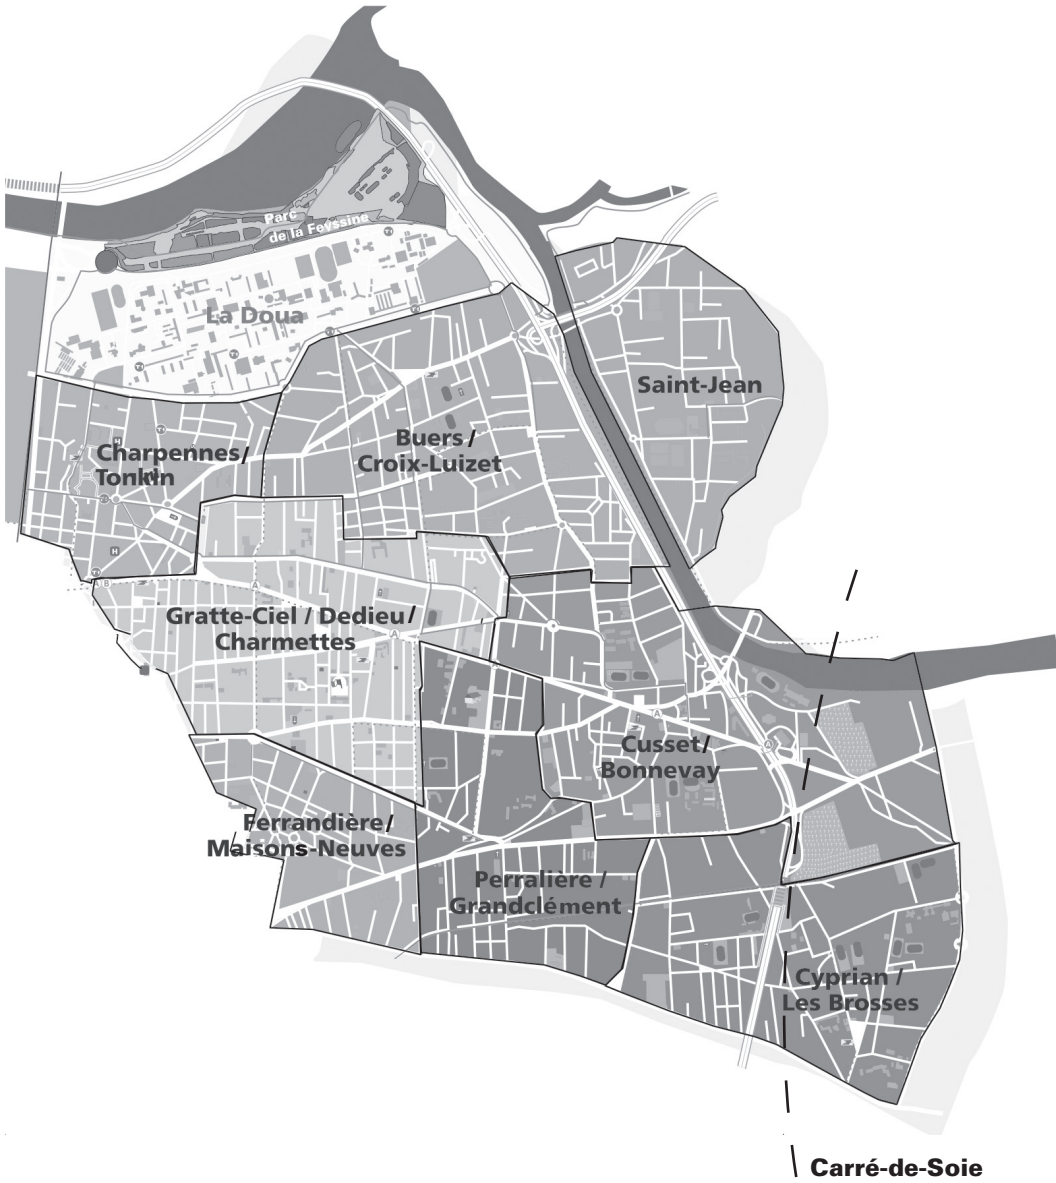 Parc
de la Feyssine
La Doua
Saint-Jean
Buers /
Croix-Luizet
Charpennes/
Tonkin
Gratte-Ciel / Dedieu/
Charmettes
Cusset/
Bonnevay
Ferrandière/
Maisons-Neuves
Perralière /
Grandclément
Cyprian /
Les Brosses
Carré-de-Soie
H
H
A
B
A
A
A
A